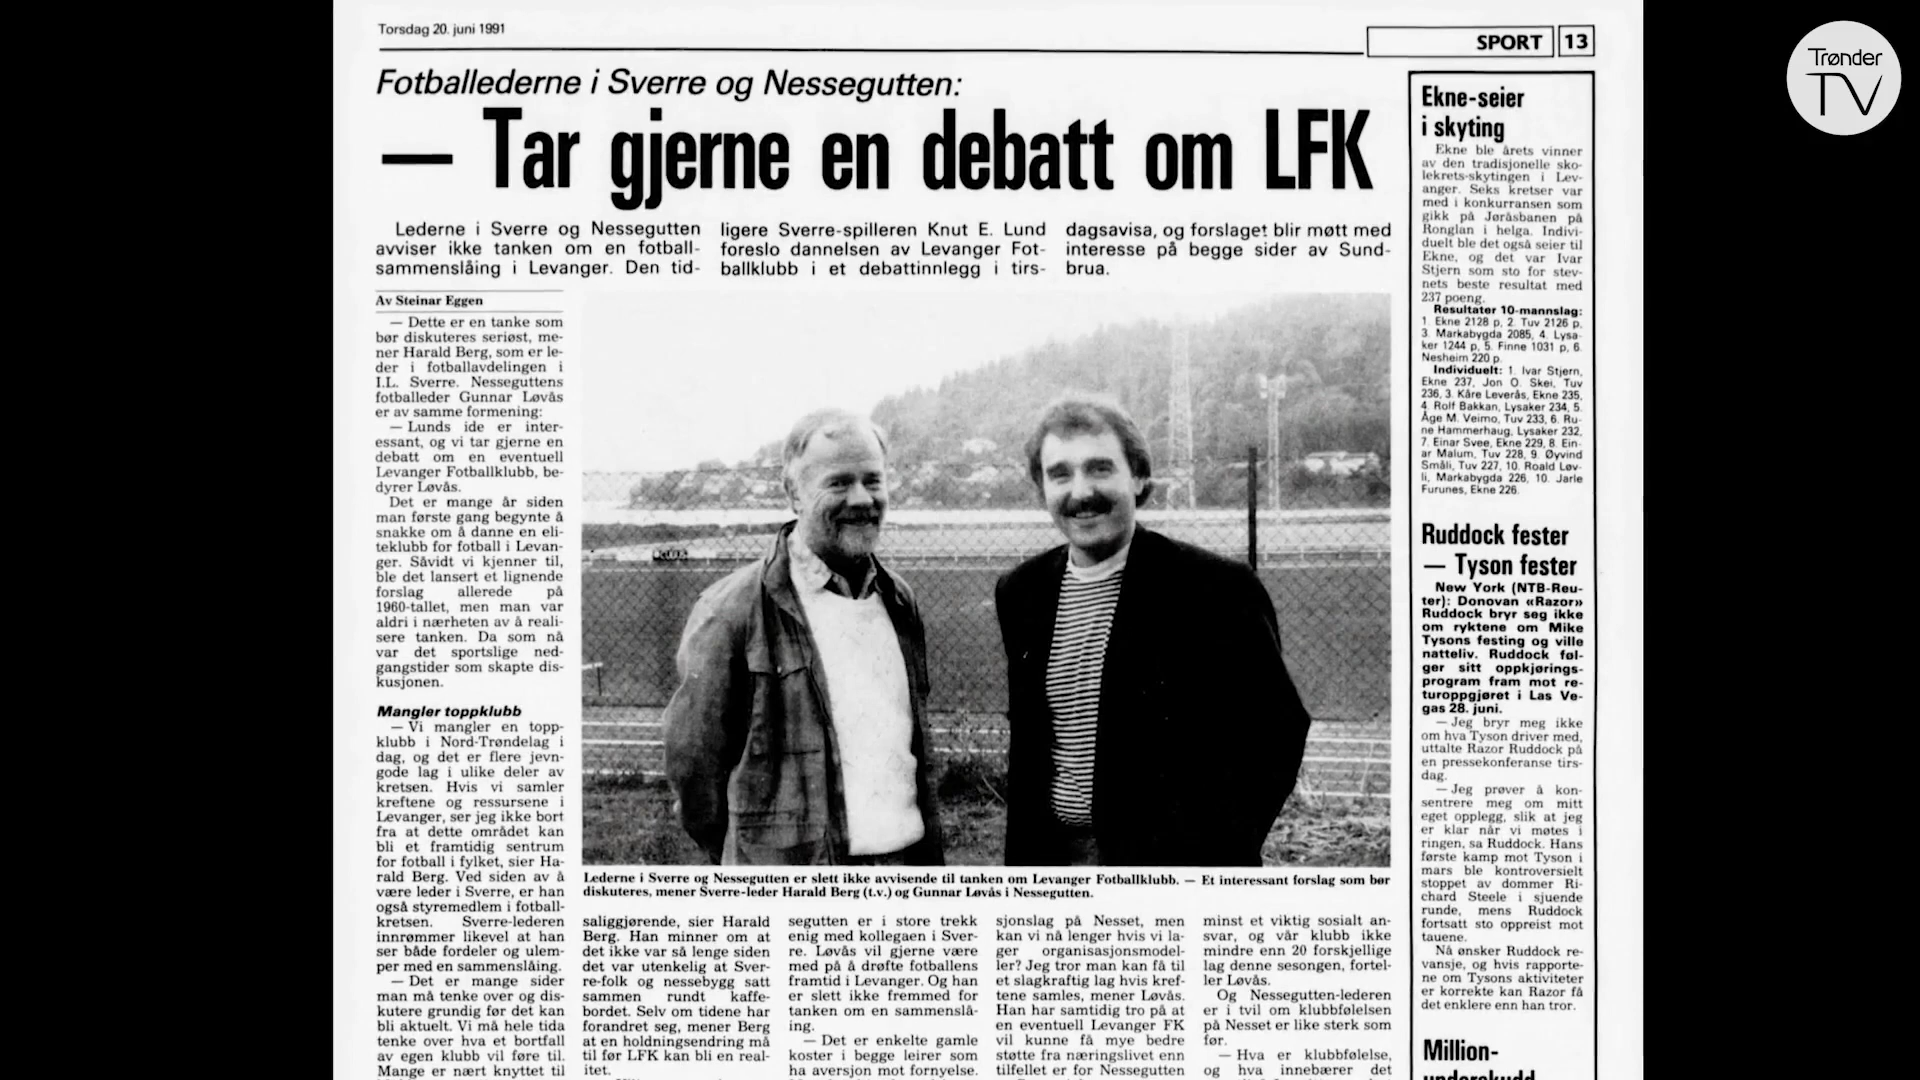 Torsdag 20. juni 1991
SPORT 13
Trønder
TV
Fotballederne i Sverre og Nessegutten:
— Tar gjerne en debatt om LFK
Lederne i Sverre og Nessegutten
avviser ikke tanken om en fotball-
sammenslåing i Levanger. Den tid-
ligere Sverre-spilleren Knut E. Lund
foreslo dannelsen av Levanger Fot-
ballklubb i et debattinnlegg i tirs-
dagsavisa, og forslaget blir møtt med
interesse på begge sider av Sund-
brua.
Av Steinar Eggen
— Dette er en tanke som
bør diskuteres seriøst, me-
ner Harald Berg, som er le-
der i fotballavdelingen i
I.L. Sverre. Nesseguttens
fotballeder Gunnar Løvås
er av samme formening:
— Lunds ide er inter-
essant, og vi tar gjerne en
debatt om en eventuell
Levanger Fotballklubb, be-
dyrer Løvås.
Det er mange år siden
man første gang begynte å
snakke om å danne en eli-
teklubb for fotball i Levan-
ger. Såvidt vi kjenner til,
ble det lansert et lignende
forslag allerede på
1960-tallet, men man var
aldri i nærheten av å reali-
sere tanken. Da som nå
var det sportslige ned-
gangstider som skapte dis-
kusjonen.
Mangler toppklubb
— Vi mangler en topp-
klubb i Nord-Trøndelag i
dag, og det er flere jevn-
gode lag i ulike deler av
kretsen. Hvis vi samler
kreftene og ressursene i
Levanger, ser jeg ikke bort
fra at dette området kan
bli et framtidig sentrum
for fotball i fylket, sier Ha-
rald Berg. Ved siden av å
være leder i Sverre, er han
også styremedlem i fotball-
kretsen. Sverre-lederen
innrømmer likevel at han
ser både fordeler og ulem-
per med en sammenslåing.
— Det er mange sider
man må tenke over og dis-
kutere grundig før det kan
bli aktuelt. Vi må hele tida
tenke over hva et bortfall
av egen klubb vil føre til.
Mange er nært knyttet til
Lederne i Sverre og Nessegutten er slett ikke avvisende til tanken om Levanger Fotballklubb. — Et interessant forslag som bør
diskuteres, mener Sverre-leder Harald Berg (t.v.) og Gunnar Løvås i Nessegutten.
saliggjørende, sier Harald
Berg. Han minner om at
det ikke var så lenge siden
det var utenkelig at Sver-
re-folk og nessebygg satt
sammen rundt kaffe-
bordet. Selv om tidene har
forandret seg, mener Berg
at en holdningsendring må
til før LFK kan bli en real-
itet.
segutten er i store trekk
enig med kollegaen i Sver-
re. Løvås vil gjerne være
med på å drøfte fotballens
framtid i Levanger. Og han
er slett ikke fremmed for
tanken om en sammenslå-
ing.
— Det er enkelte gamle
koster i begge leirer som
ha aversjon mot fornyelse.
sjonslag på Nesset, men
kan vi nå lenger hvis vi la-
ger organisasjonsmodel-
ler? Jeg tror man kan få til
et slagkraftig lag hvis kref-
tene samles, mener Løvås.
Han har samtidig tro på at
en eventuell Levanger FK
vil kunne få mye bedre
støtte fra næringslivet enn
tilfellet er for Nessegutten
minst et viktig sosialt an-
svar, og vår klubb ikke
mindre enn 20 forskjellige
lag denne sesongen, fortel-
ler Løvås.
Og Nessegutten-lederen
er i tvil om klubbfølelsen
på Nesset er like sterk som
før.
— Hva er klubbfølelse,
og hva innebærer det
Ekne-seier
i skyting
Ekne ble årets vinner
av den tradisjonelle sko-
lekrets-skytingen i Lev-
anger. Seks kretser var
med i konkurransen som
gikk på Jøråsbanen på
Ronglan i helga. Indivi-
duelt ble det også seier til
Ekne, og det var Ivar
Stjern som sto for stev-
nets beste resultat med
237 poeng.
Resultater 10-mannslag:
1. Ekne 2128 p, 2. Tuv 2126 p,
3. Markabygda 2085, 4. Lysa-
ker 1244 p, 5. Finne 1031 p, 6.
Nesheim 220 p.
Individuelt: 1. Ivar Stjern,
Ekne 237, Jon O. Skei, Tuv
236, 3. Kåre Leverås, Ekne 235,
4. Rolf Bakkan, Lysaker 234, 5.
Åge M. Veimo, Tuv 233, 6. Ru-
ne Hammerhaug, Lysaker 232,
7. Einar Svee, Ekne 229, 8. Ein-
ar Malum, Tuv 228, 9. Øyvind
Småli, Tuv 227, 10. Roald Løv-
li, Markabygda 226, 10. Jarle
Furunes, Ekne 226.
Ruddock fester
— Tyson fester
New York (NTB-Reu-
ter): Donovan «Razor»
Ruddock bryr seg ikke
om ryktene om Mike
Tysons festing og ville
natteliv. Ruddock føl-
ger sitt oppkjørings-
program fram mot re-
turoppgjøret i Las Ve-
gas 28. juni.
— Jeg bryr meg ikke
om hva Tyson driver med,
uttalte Razor Ruddock på
en pressekonferanse tirs-
dag.
— Jeg prøver å kon-
sentrere meg om mitt
eget opplegg, slik at jeg
er klar når vi møtes i
ringen, sa Ruddock. Hans
første kamp mot Tyson i
mars ble kontroversielt
stoppet av dommer Ri-
chard Steele i sjuende
runde, mens Ruddock
fortsatt sto oppreist mot
tauene.
Nå ønsker Ruddock re-
vansje, og hvis rapporte-
ne om Tysons aktiviteter
er korrekte kan Razor få
det enklere enn han tror.
Million-
underskudd